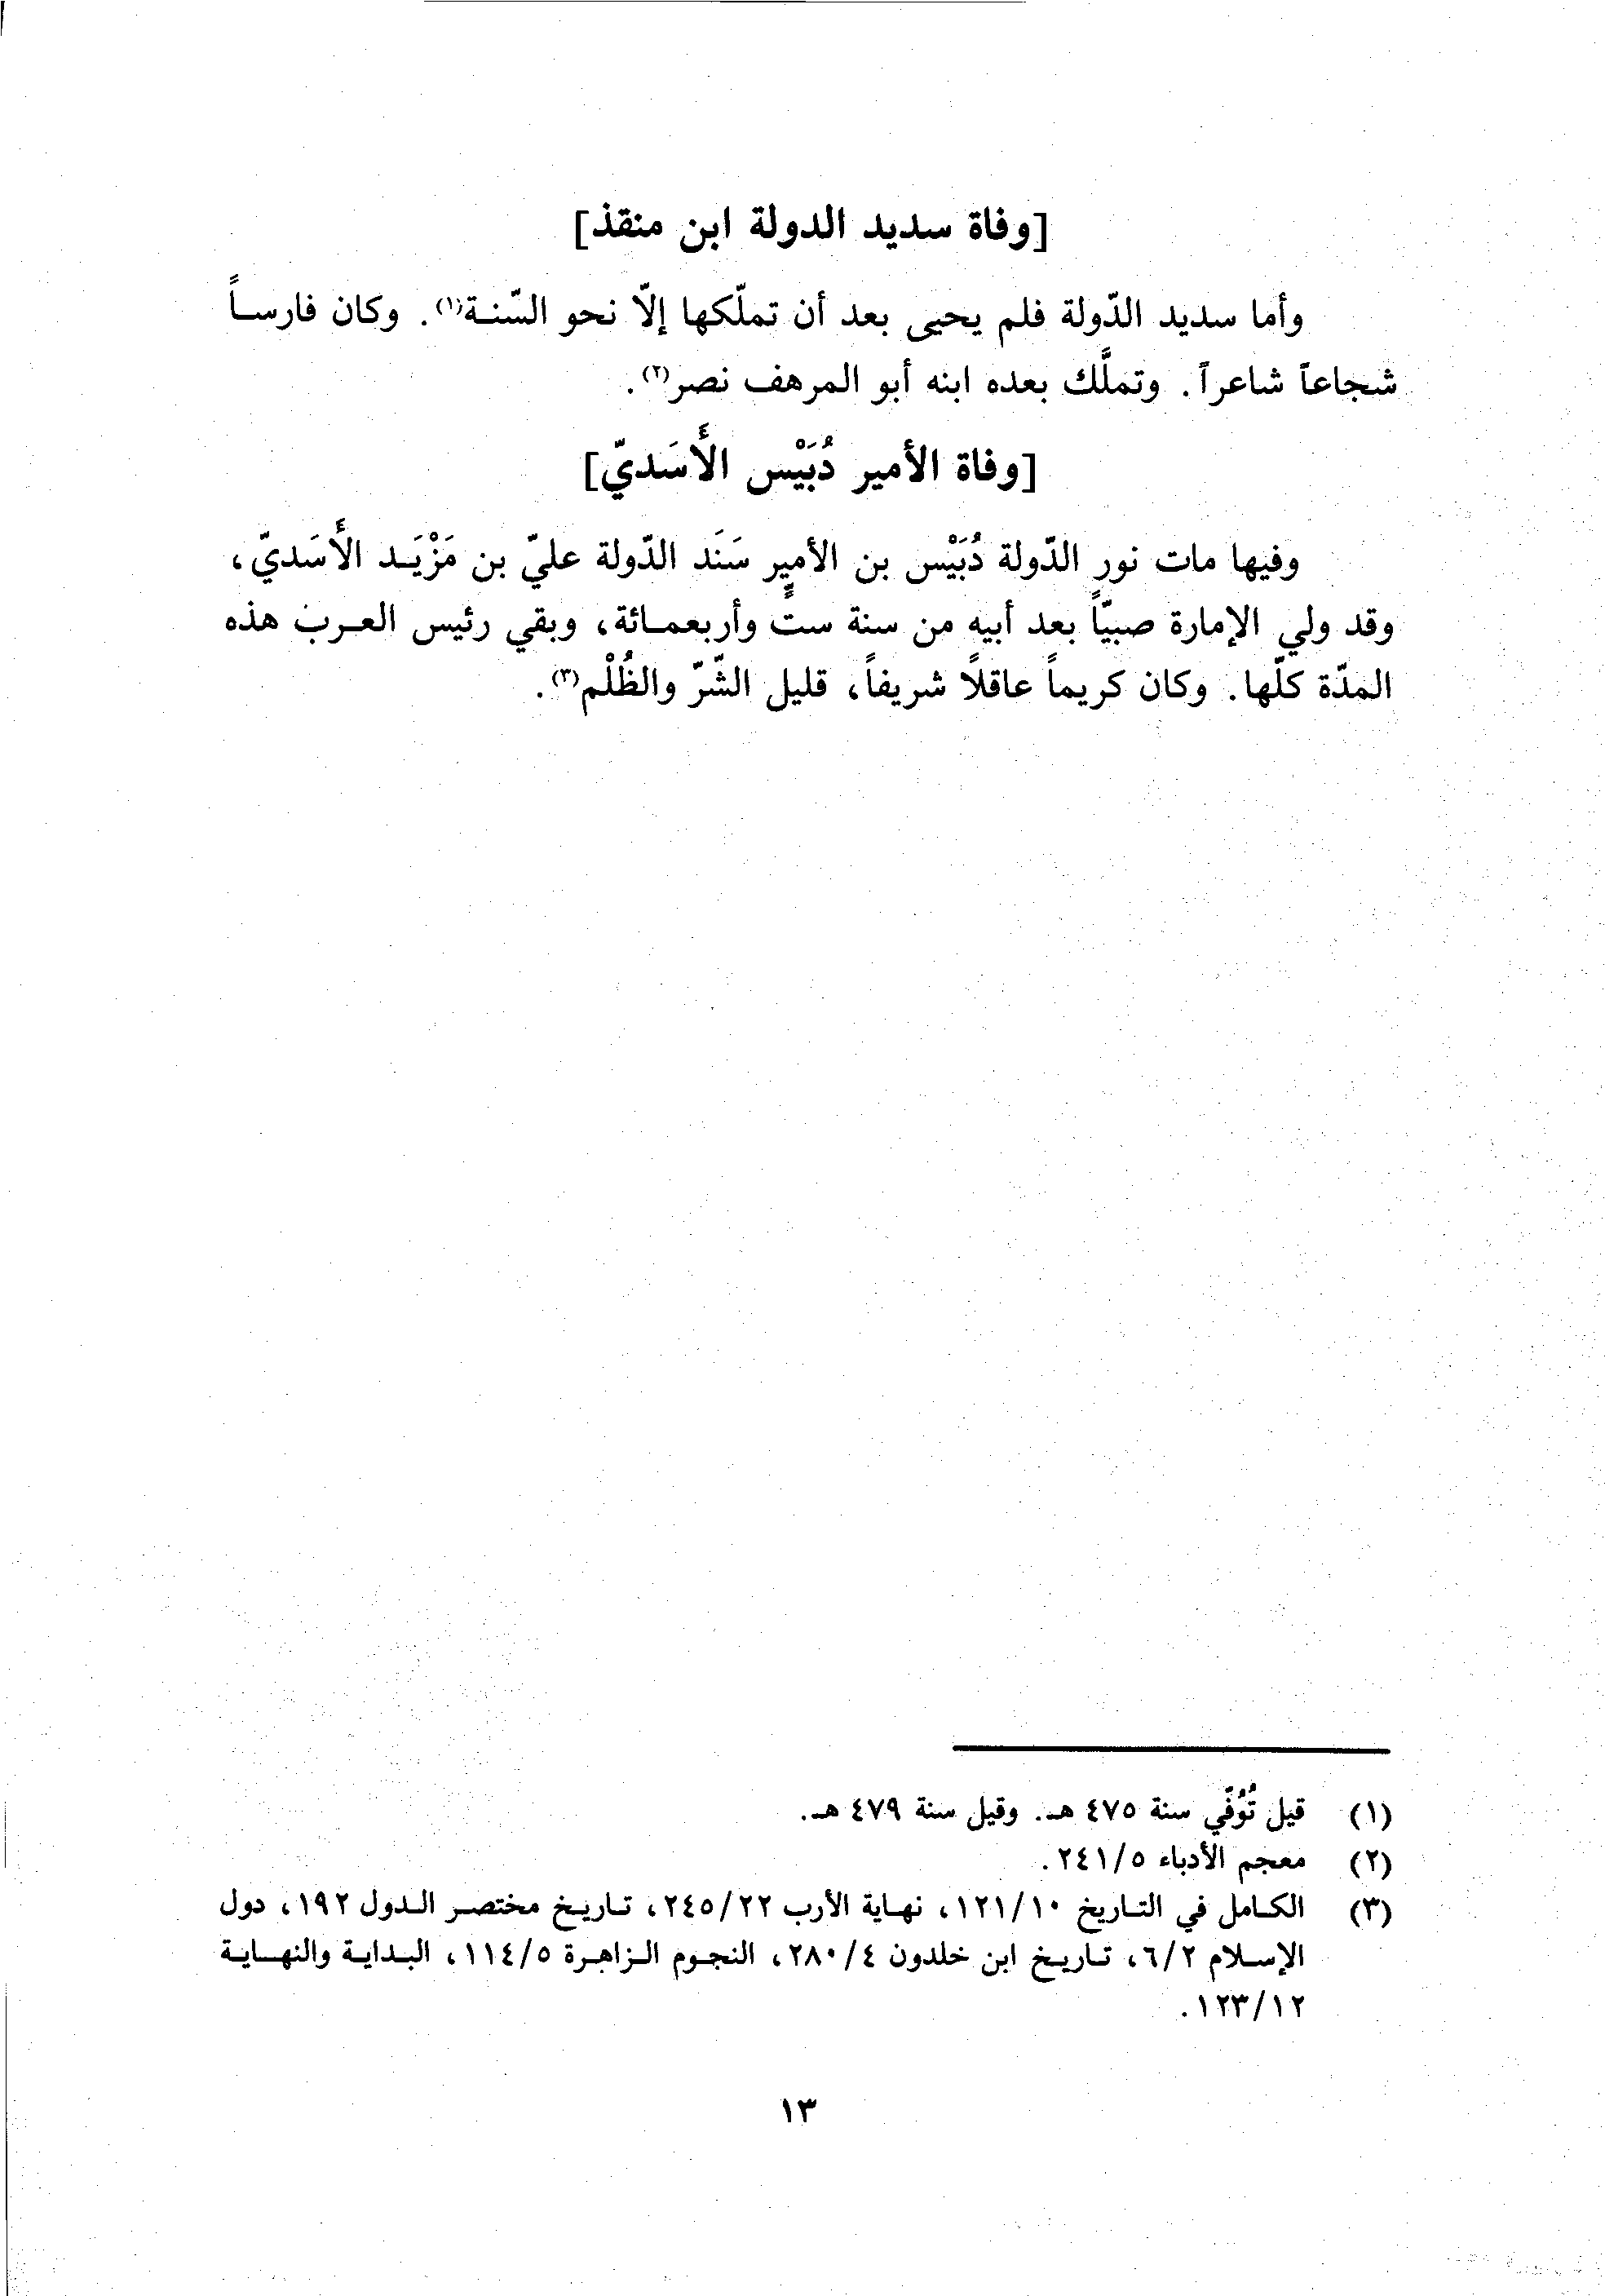 [وفاة سديد الدولة ابن منقذ]
وأما سديد الدّولة فلم يحيى بعد أن تملّكها إلاّ نحو السّنة(١). وكان فارساً
شجاعاً شاعراً. وتملَّك بعده ابنه أبو المرهف نصر(٢).
[وفاة الأمير دُبَيْس الأَسَديّ]
وفيها مات نور الدّولة دُبَيْس بن الأمير سَنَد الدّولة عليّ بن مَزْيَد الأَسَديّ،
وقد ولي الإمارة صبيّاً بعد أبيه من سنة ستٍّ وأربعمائة، وبقي رئيس العرب هذه
المدّة كلّها. وكان كريماً عاقلاً شريفاً، قليل الشّرّ والظُلْم(٣).
(١) قيل تُوُفّي سنة ٤٧٥ هـ. وقيل سنة ٤٧٩ هـ.
(٢) معجم الأدباء ٢٤١/٥.
(٣) الكامل في التاريخ ١٢١/١٠، نهاية الأرب ٢٤٥/٢٢، تاريخ مختصر الدول ١٩٢، دول
الإسلام ٦/٢، تاريخ ابن خلدون ٢٨٠/٤، النجوم الزاهرة ١١٤/٥، البداية والنهاية
١٢٣/١٢.
١٣